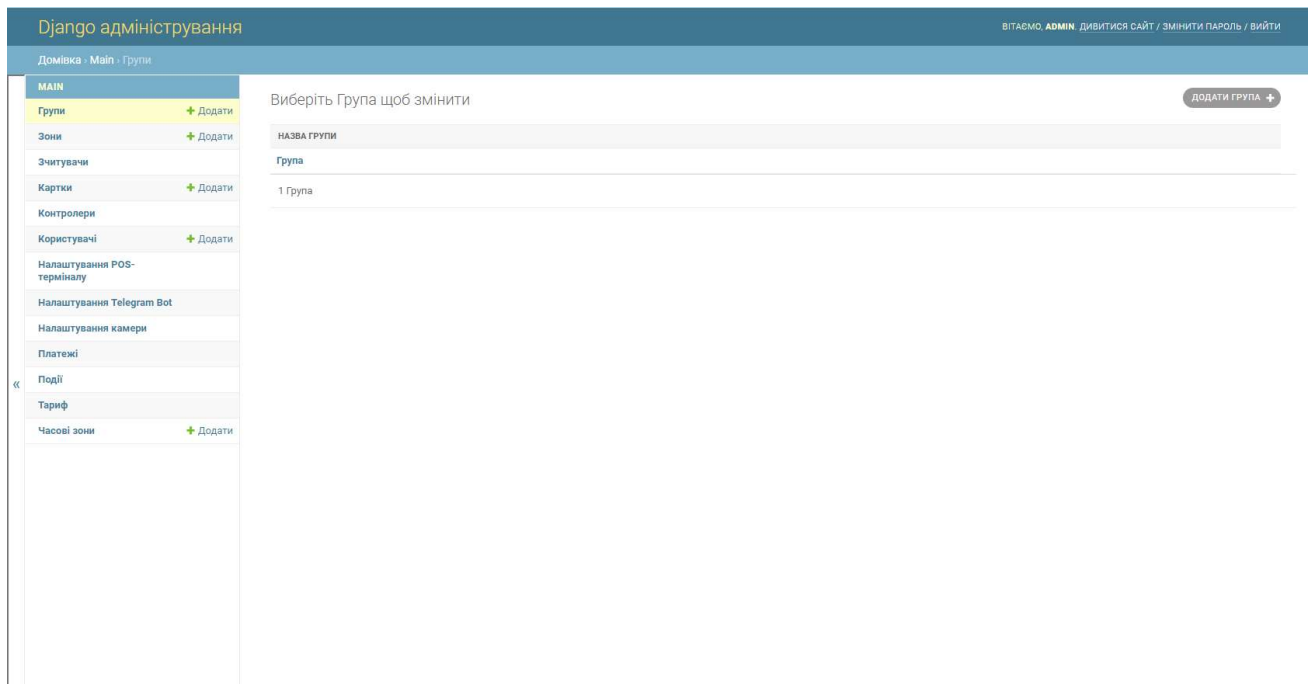 Django адміністрування
ВІТАЄМО, ADMIN. ДИВИТИСЯ САЙТ / ЗМІНИТИ ПАРОЛЬ / ВИЙТИ
Домівка › Main › Групи
MAIN
Групи + Додати
Зони + Додати
Зчитувачи
Картки + Додати
Контролери
Користувачі + Додати
Налаштування POS-
терміналу
Налаштування Telegram Bot
Налаштування камери
Платежі
Події
Тариф
Часові зони + Додати
«
Виберіть Група щоб змінити
ДОДАТИ ГРУПА +
НАЗВА ГРУПИ
Група
1 Група